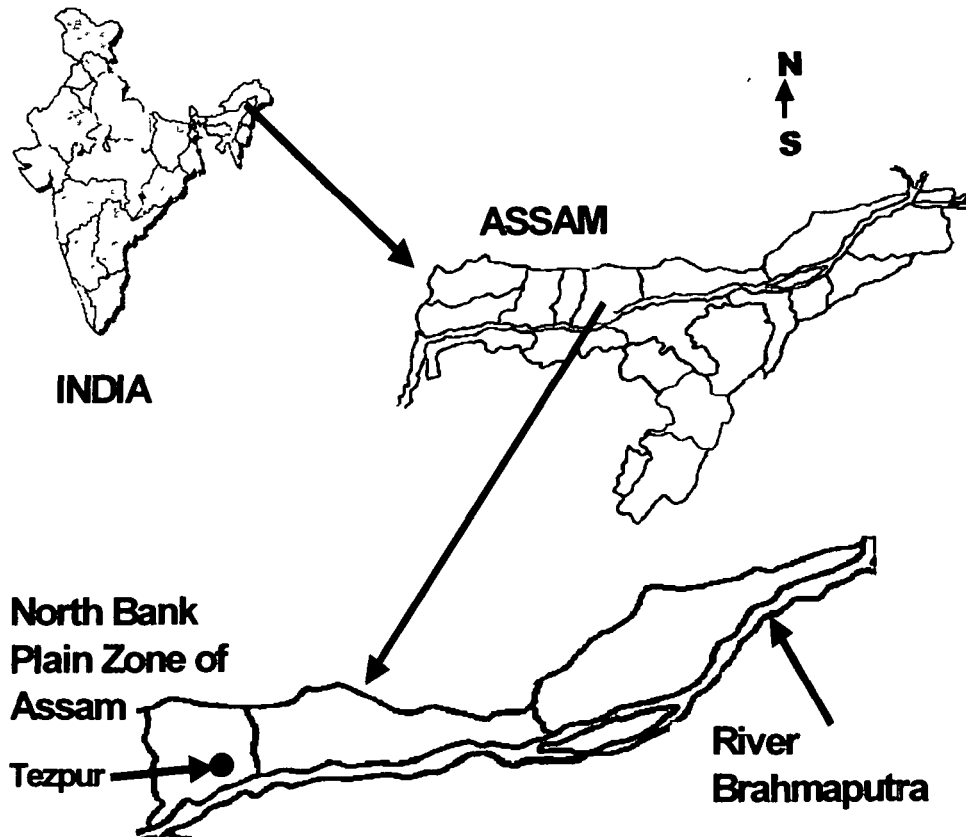 N
S
ASSAM
INDIA
North Bank
Plain Zone of
Assam
Tezpur
River
Brahmaputra